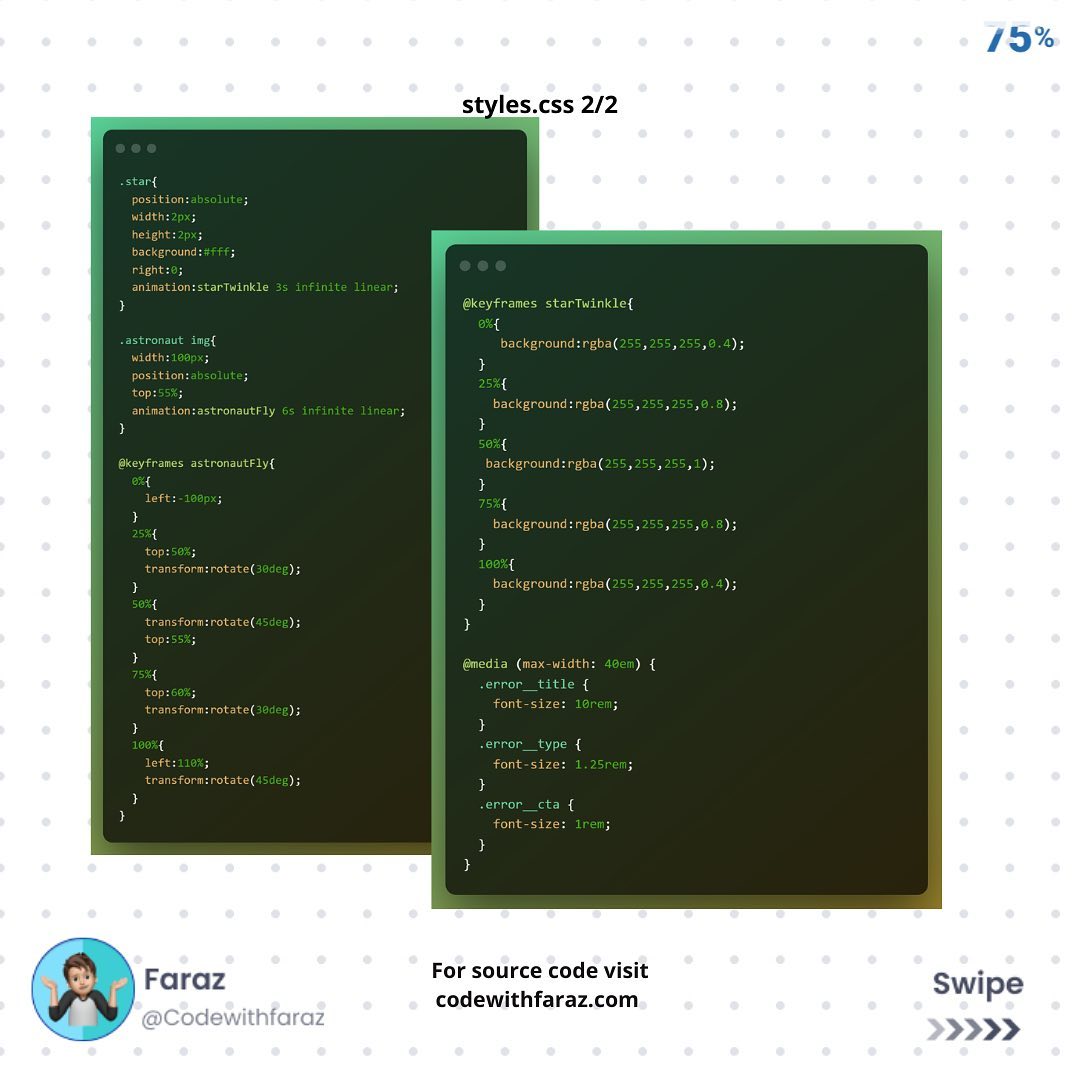 75%
styles.css 2/2
.star{
  position:absolute;
  width:2px;
  height:2px;
  background:#fff;
  right:0;
  animation:starTwinkle 3s infinite linear;
}

.astronaut img{
  width:100px;
  position:absolute;
  top:55%;
  animation:astronautFly 6s infinite linear;
}

@keyframes astronautFly{
  0%{
    left:-100px;
  }
  25%{
    top:50%;
    transform:rotate(30deg);
  }
  50%{
    transform:rotate(45deg);
    top:55%;
  }
  75%{
    top:60%;
    transform:rotate(30deg);
  }
  100%{
    left:110%;
    transform:rotate(45deg);
  }
}
@keyframes starTwinkle{
  0%{
     background:rgba(255,255,255,0.4);
  }
  25%{
    background:rgba(255,255,255,0.8);
  }
  50%{
   background:rgba(255,255,255,1);
  }
  75%{
    background:rgba(255,255,255,0.8);
  }
  100%{
    background:rgba(255,255,255,0.4);
  }
}

@media (max-width: 40em) {
  .error__title {
    font-size: 10rem;
  }
  .error__type {
    font-size: 1.25rem;
  }
  .error__cta {
    font-size: 1rem;
  }
}
Faraz
@Codewithfaraz
For source code visit
codewithfaraz.com
Swipe